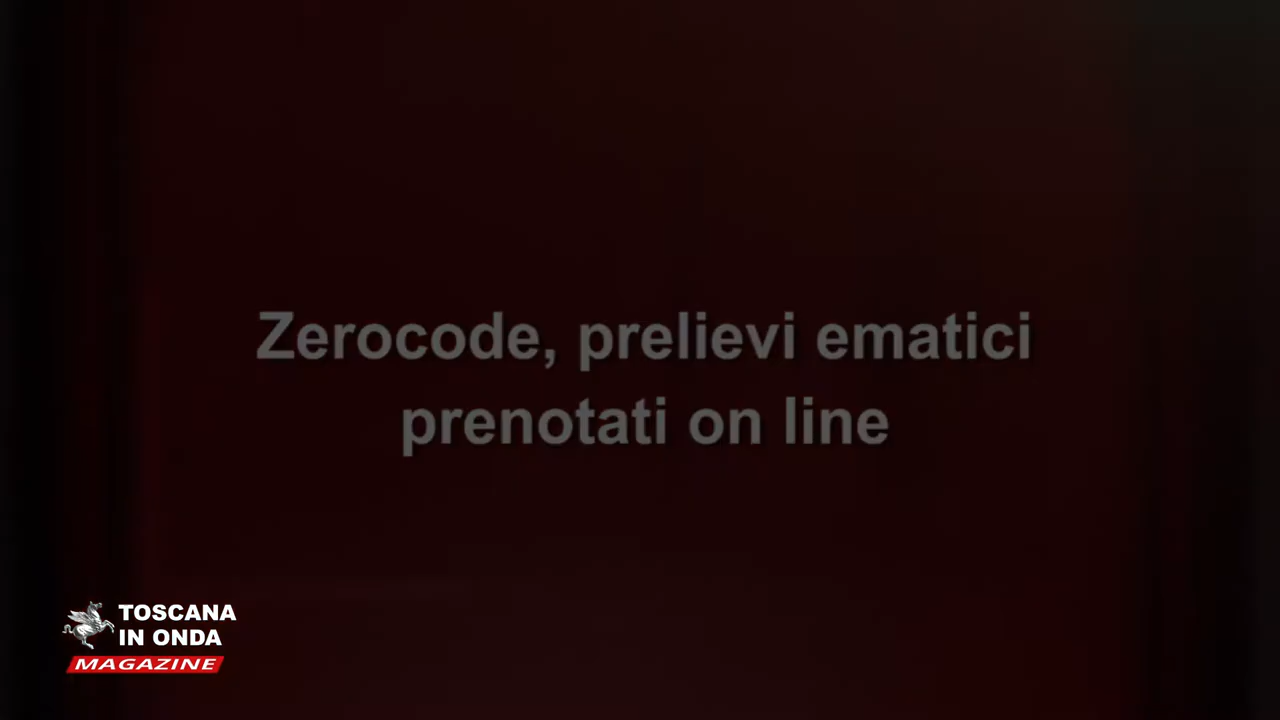 Zerocode, prelievi ematici
prenotati on line
TOSCANA
IN ONDA
MAGAZINE